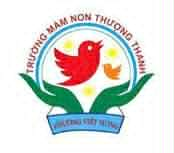 TRƯỜNG MẦM NON THƯỢNG THANH
PHƯỜNG VIỆT HƯNG